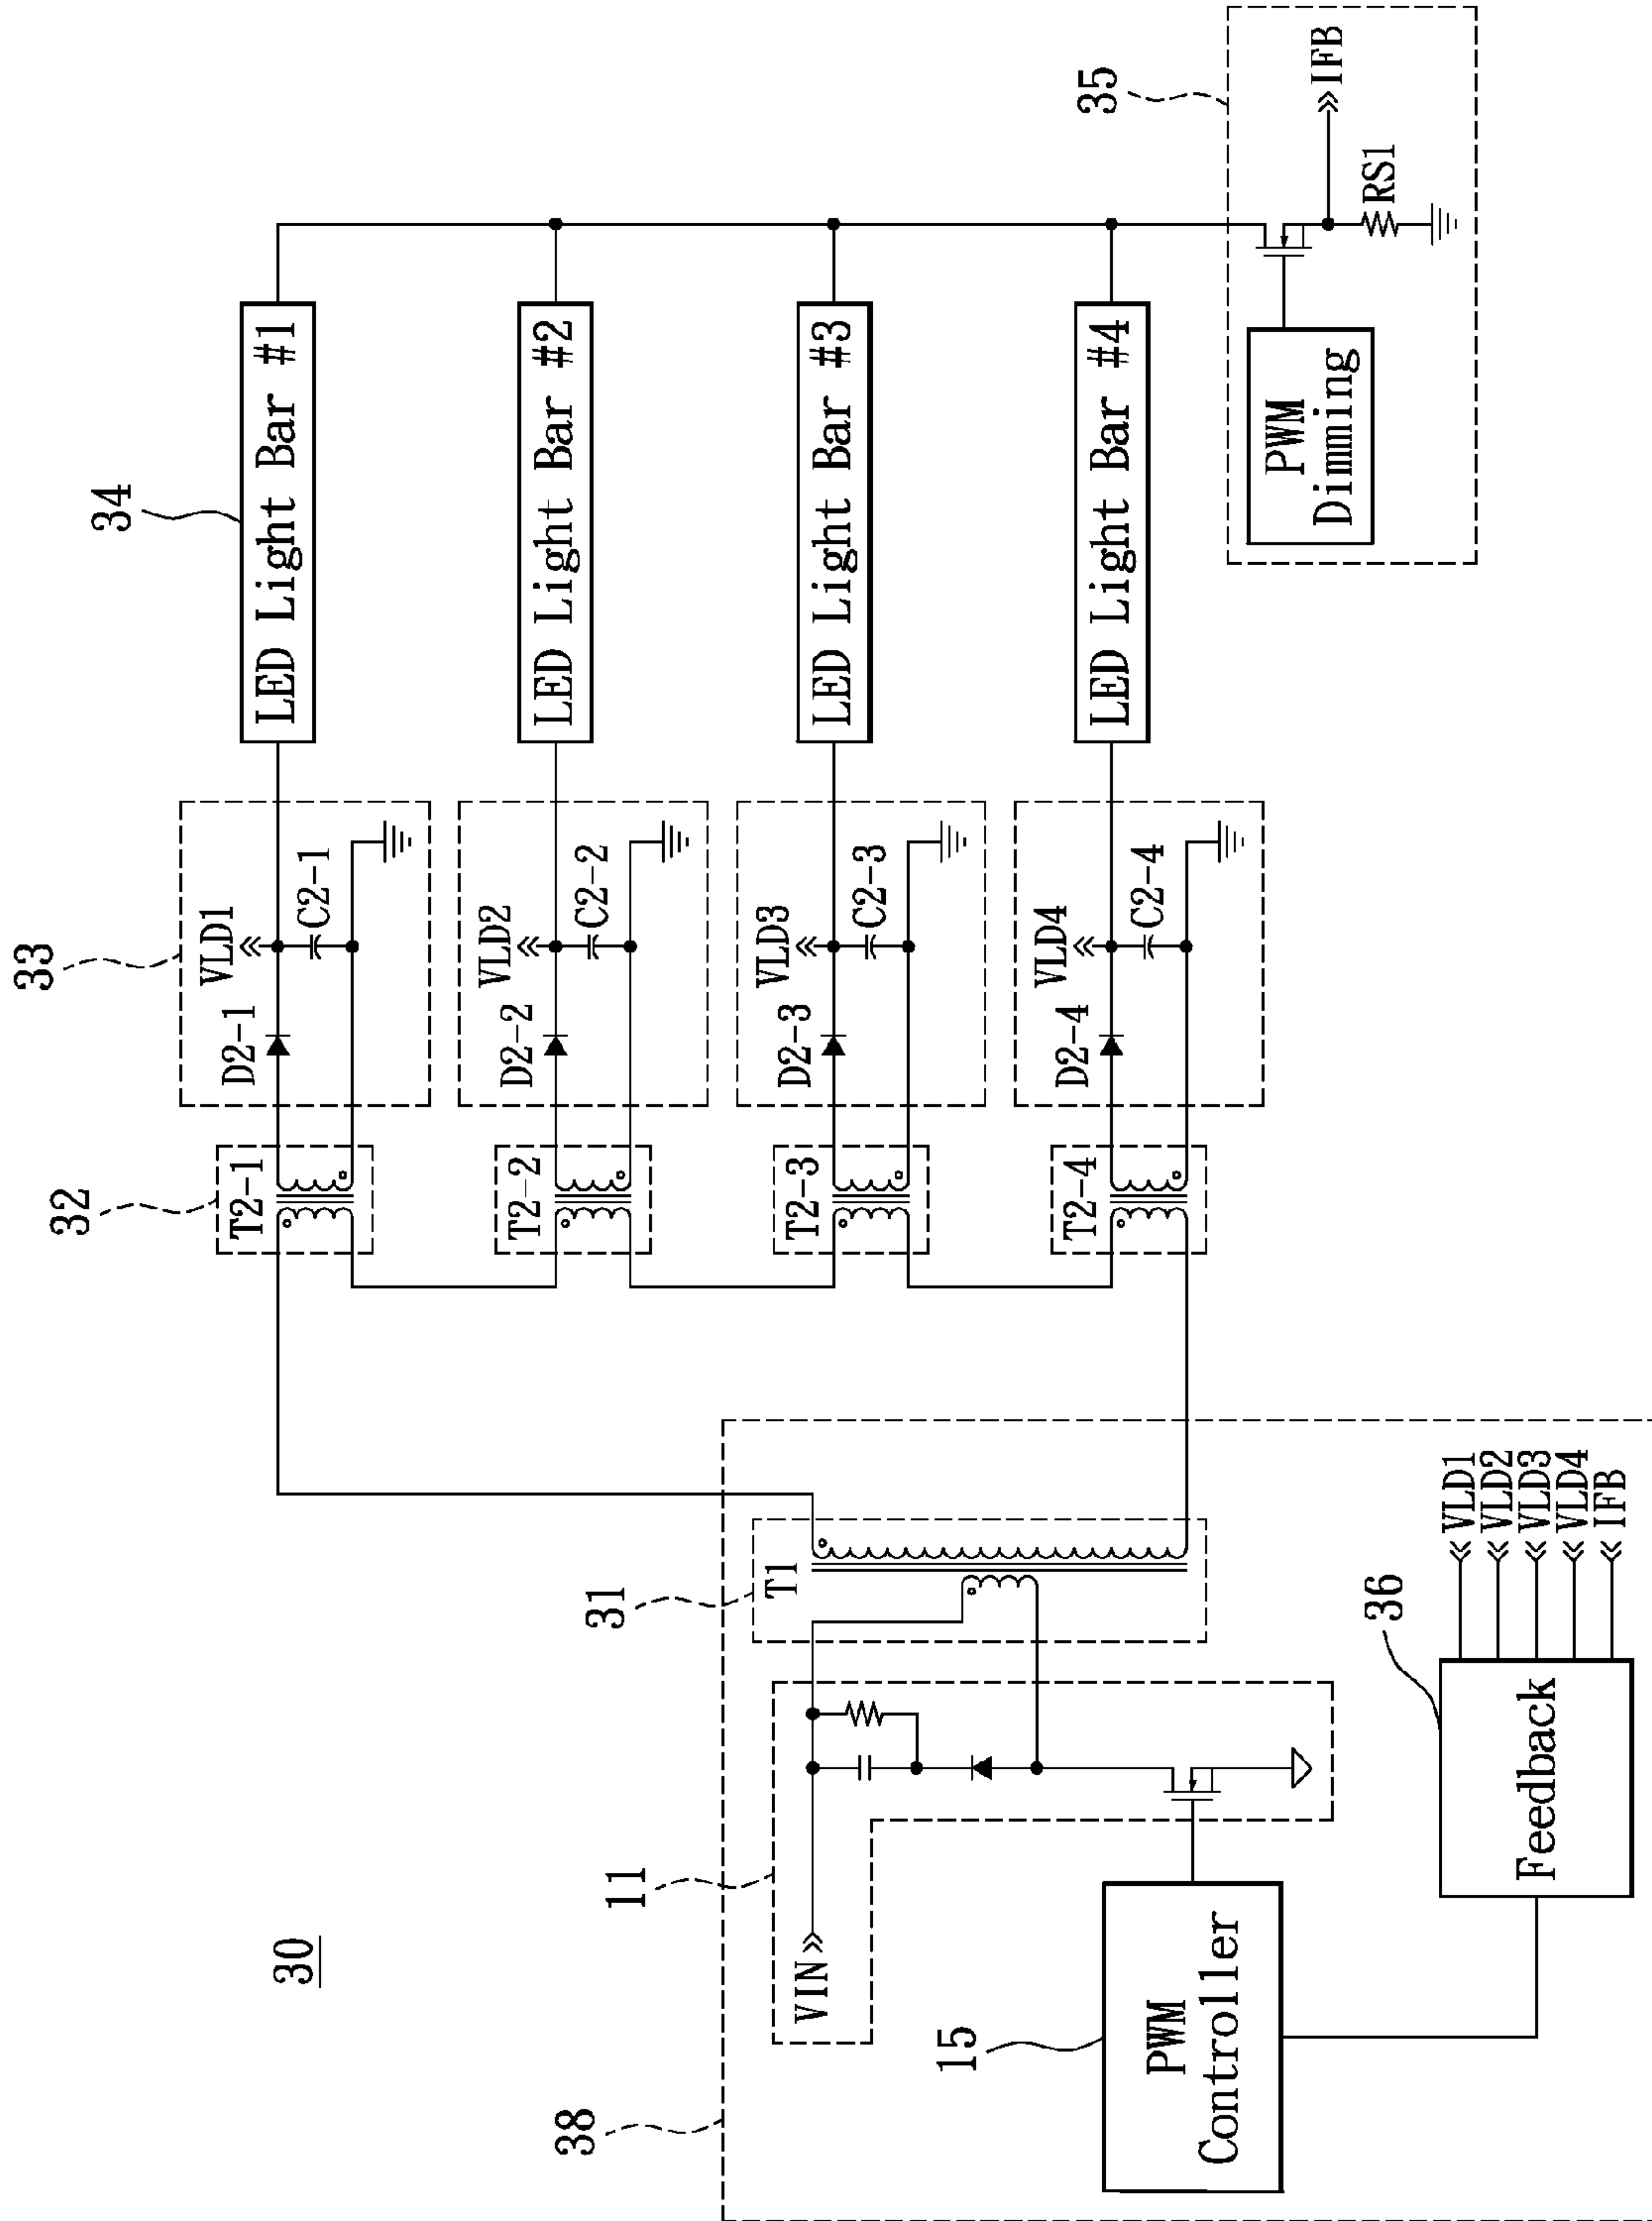 30
38
11
VIN
15
PWM
Controller
31
T1
36
Feedback
VLD1
VLD2
VLD3
VLD4
IFB
32
T2-1
T2-2
T2-3
T2-4
33
VLD1
D2-1
C2-1
VLD2
D2-2
C2-2
VLD3
D2-3
C2-3
VLD4
D2-4
C2-4
34
LED Light Bar #1
LED Light Bar #2
LED Light Bar #3
LED Light Bar #4
35
PWM
Dimming
IFB
RS1